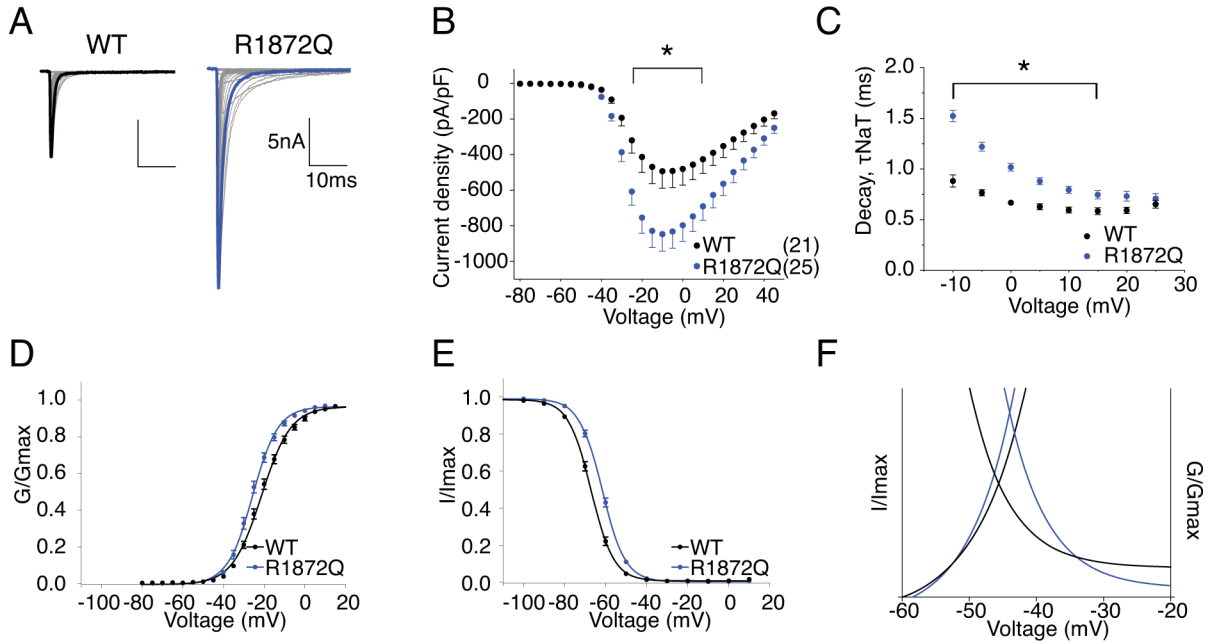 A
WT
R1872Q
5nA
10ms
B
*
Current density (pA/pF)
0
-200
-400
-600
-800
-1000
WT (21)
R1872Q(25)
-80 -60 -40 -20 0 20 40
Voltage (mV)
C
*
Decay, τNaT (ms)
2.0
1.5
1.0
0.5
0.0
WT
R1872Q
-10 0 10 20 30
Voltage (mV)
D
G/Gmax
1.0
0.8
0.6
0.4
0.2
0.0
WT
R1872Q
-100 -80 -60 -40 -20 0 20
Voltage (mV)
E
I/Imax
1.0
0.8
0.6
0.4
0.2
0.0
WT
R1872Q
-100 -80 -60 -40 -20 0 20
Voltage (mV)
F
I/Imax
G/Gmax
-60 -50 -40 -30 -20
Voltage (mV)